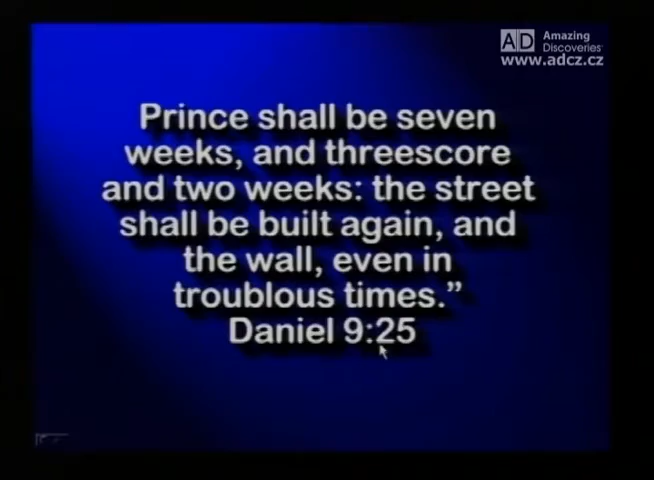 AD Amazing
Discoveries
www.adcz.cz
Prince shall be seven
weeks, and threescore
and two weeks: the street
shall be built again, and
the wall, even in
troublous times.”
Daniel 9:25